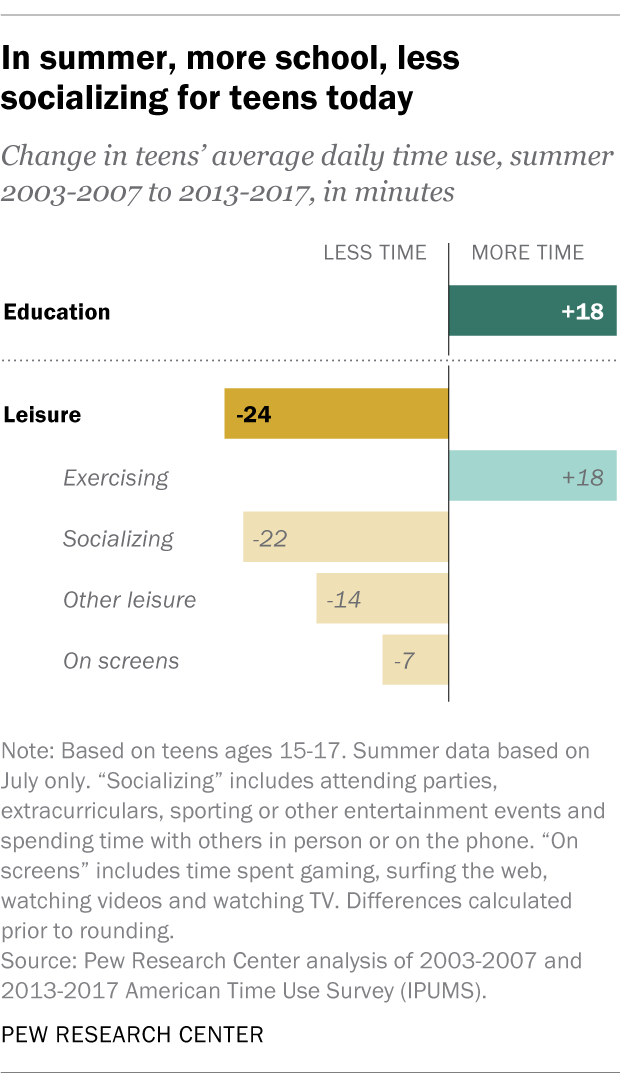 In summer, more school, less
socializing for teens today
Change in teens’ average daily time use, summer
2003-2007 to 2013-2017, in minutes
LESS TIME MORE TIME
Education +18
Leisure -24
Exercising +18
Socializing -22
Other leisure -14
On screens -7
Note: Based on teens ages 15-17. Summer data based on
July only. “Socializing” includes attending parties,
extracurriculars, sporting or other entertainment events and
spending time with others in person or on the phone. “On
screens” includes time spent gaming, surfing the web,
watching videos and watching TV. Differences calculated
prior to rounding.
Source: Pew Research Center analysis of 2003-2007 and
2013-2017 American Time Use Survey (IPUMS).
PEW RESEARCH CENTER